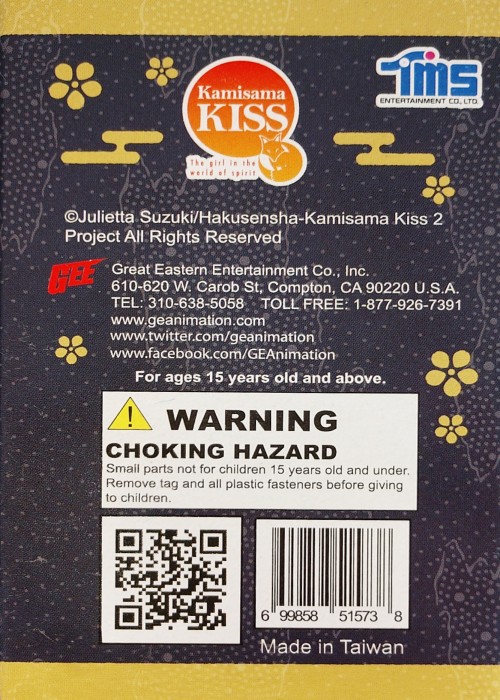 Kamisama
KISS
The girl in the
world of spirit
TMS
ENTERTAINMENT CO., LTD.
©Julietta Suzuki/Hakusensha-Kamisama Kiss 2
Project All Rights Reserved
GEE
Great Eastern Entertainment Co., Inc.
610-620 W. Carob St, Compton, CA 90220 U.S.A.
TEL: 310-638-5058 TOLL FREE: 1-877-926-7391
www.geanimation.com
www.twitter.com/geanimation
www.facebook.com/GEAnimation
For ages 15 years old and above.
WARNING
CHOKING HAZARD
Small parts not for children 15 years old and under.
Remove tag and all plastic fasteners before giving
to children.
6 99858 51573 8
Made in Taiwan